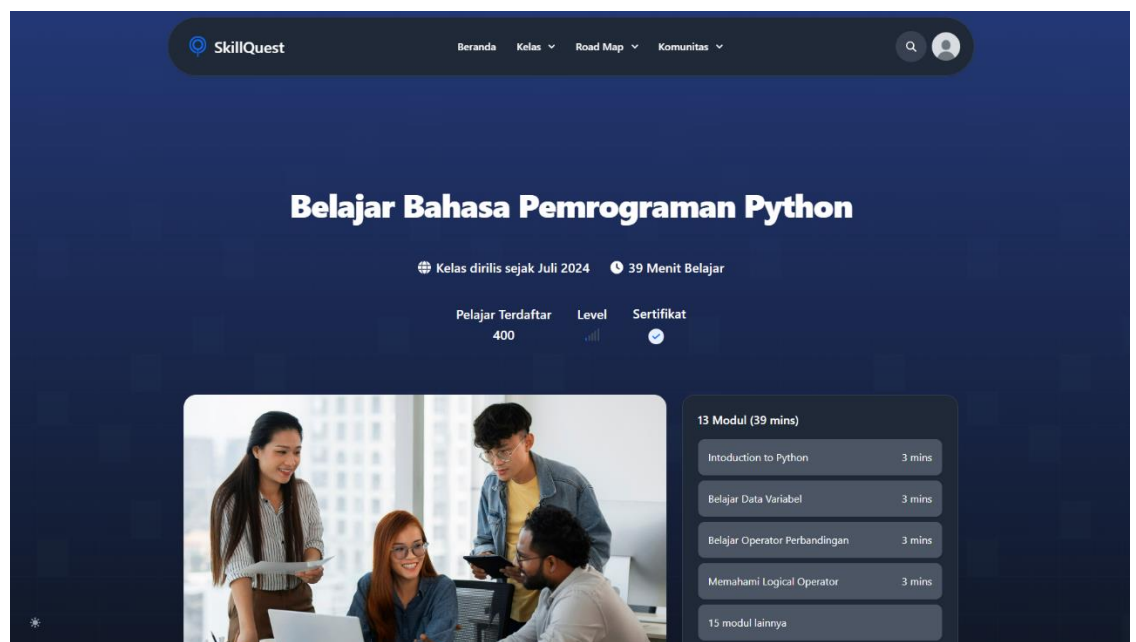 SkillQuest
Beranda Kelas Road Map Komunitas
Belajar Bahasa Pemrograman Python
Kelas dirilis sejak Juli 2024 39 Menit Belajar
Pelajar Terdaftar Level Sertifikat
400
13 Modul (39 mins)
Intoduction to Python 3 mins
Belajar Data Variabel 3 mins
Belajar Operator Perbandingan 3 mins
Memahami Logical Operator 3 mins
15 modul lainnya